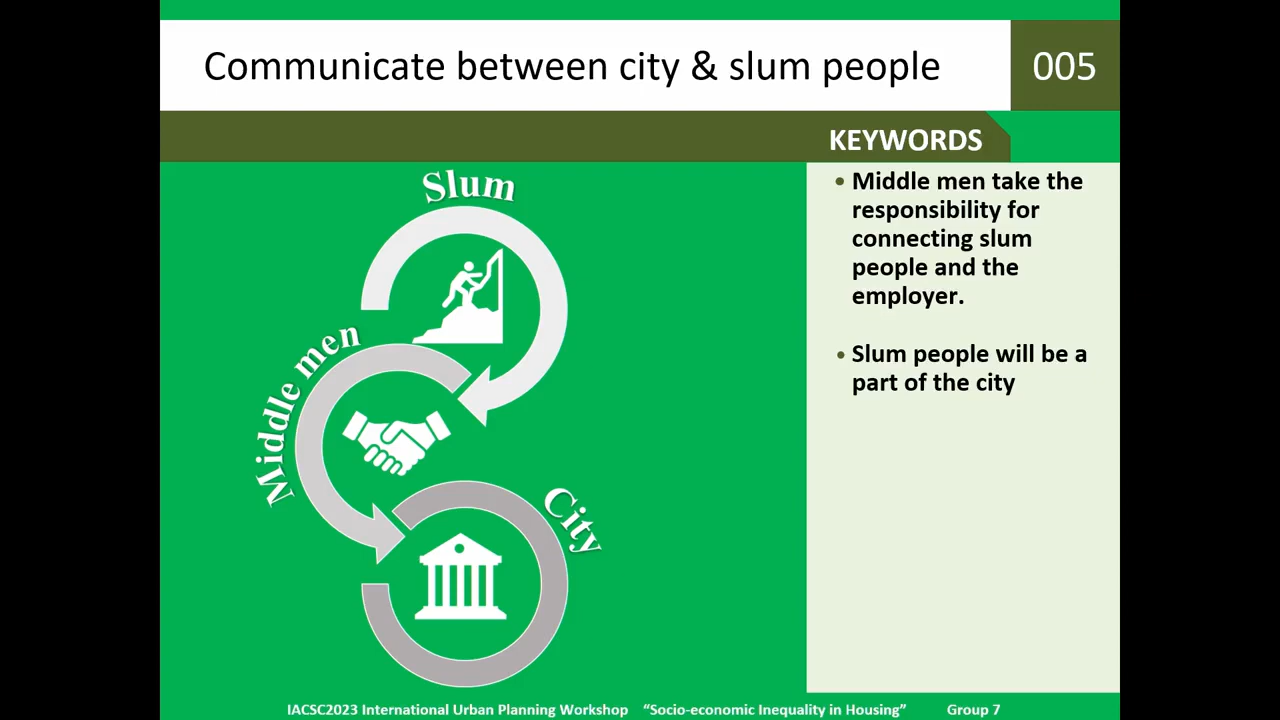 Communicate between city & slum people
005
KEYWORDS
Slum
Middle men
City
• Middle men take the
responsibility for
connecting slum
people and the
employer.
• Slum people will be a
part of the city
IACSC2023 International Urban Planning Workshop “Socio-economic Inequality in Housing” Group 7